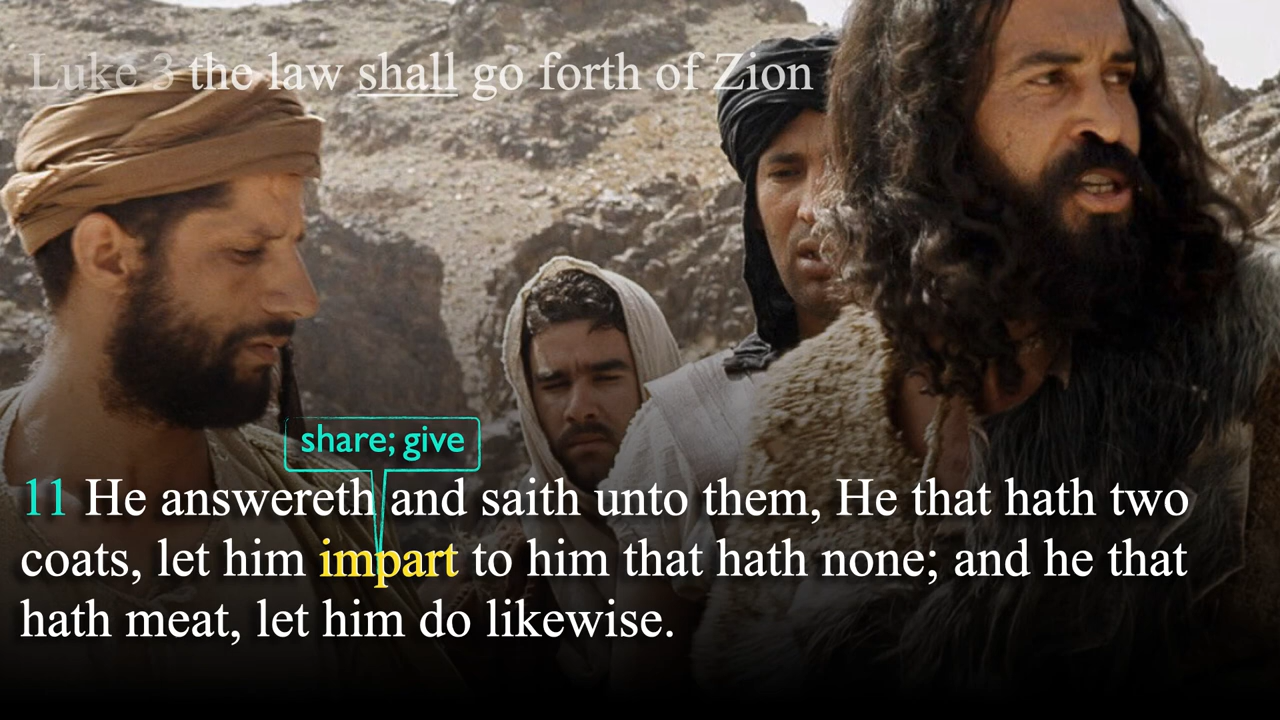 Luke 3 the law shall go forth of Zion
share; give
11 He answereth and saith unto them, He that hath two
coats, let him impart to him that hath none; and he that
hath meat, let him do likewise.